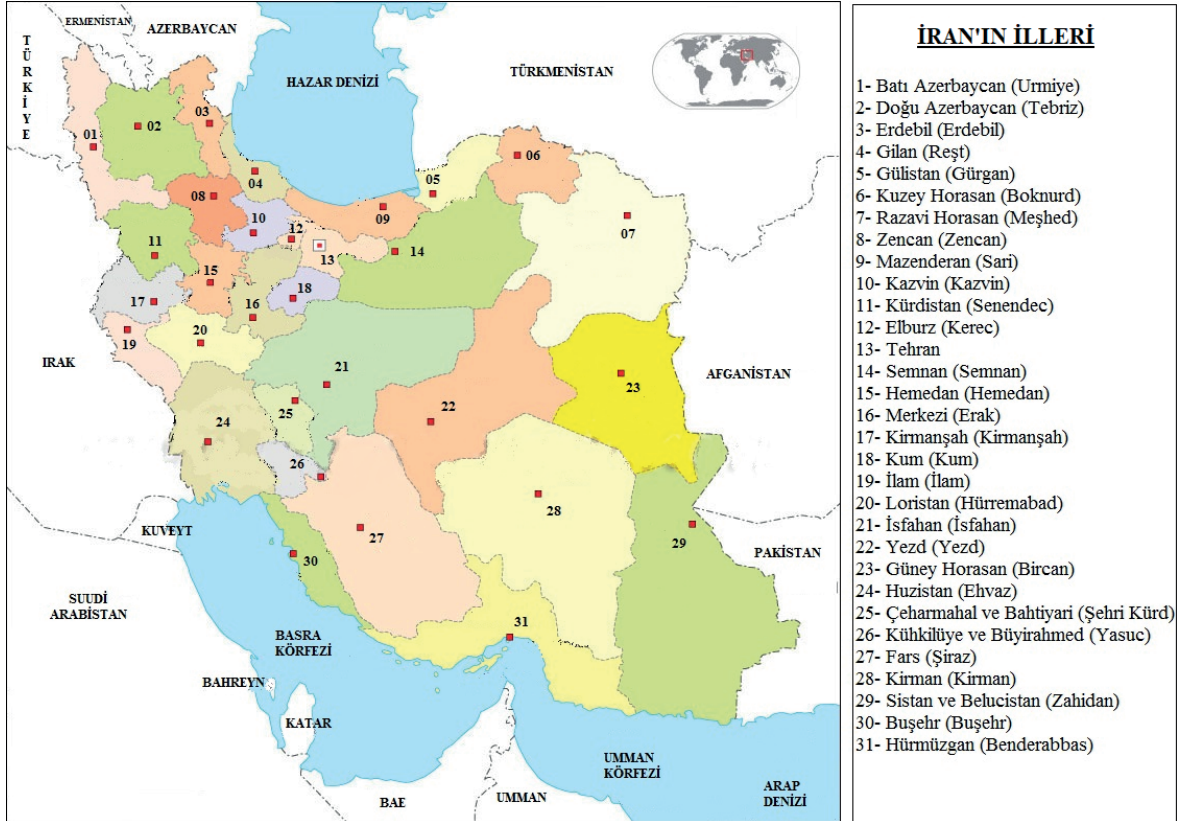 ERMENİSTAN
AZERBAYCAN
TÜRKİYE
HAZAR DENİZİ
TÜRKMENİSTAN
01
02
03
04
05
06
07
08
09
10
11
12
13
14
15
16
17
18
19
20
21
22
23
24
25
26
27
28
29
30
31
IRAK
AFGANİSTAN
KUVEYT
PAKİSTAN
SUUDİ
ARABİSTAN
BASRA
KÖRFEZİ
BAHREYN
KATAR
BAE
UMMAN
UMMAN
KÖRFEZİ
ARAP
DENİZİ
İRAN'IN İLLERİ
1- Batı Azerbaycan (Urmiye)
2- Doğu Azerbaycan (Tebriz)
3- Erdebil (Erdebil)
4- Gilan (Reşt)
5- Gülistan (Gürgan)
6- Kuzey Horasan (Boknurd)
7- Razavi Horasan (Meşhed)
8- Zencan (Zencan)
9- Mazenderan (Sari)
10- Kazvin (Kazvin)
11- Kürdistan (Senendec)
12- Elburz (Kerec)
13- Tehran
14- Semnan (Semnan)
15- Hemedan (Hemedan)
16- Merkezi (Erak)
17- Kirmanşah (Kirmanşah)
18- Kum (Kum)
19- İlam (İlam)
20- Loristan (Hürremabad)
21- İsfahan (İsfahan)
22- Yezd (Yezd)
23- Güney Horasan (Bircan)
24- Huzistan (Ehvaz)
25- Çeharmahal ve Bahtiyari (Şehri Kürd)
26- Kühkilüye ve Büyirahmed (Yasuc)
27- Fars (Şiraz)
28- Kirman (Kirman)
29- Sistan ve Belucistan (Zahidan)
30- Buşehr (Buşehr)
31- Hürmüzgan (Benderabbas)